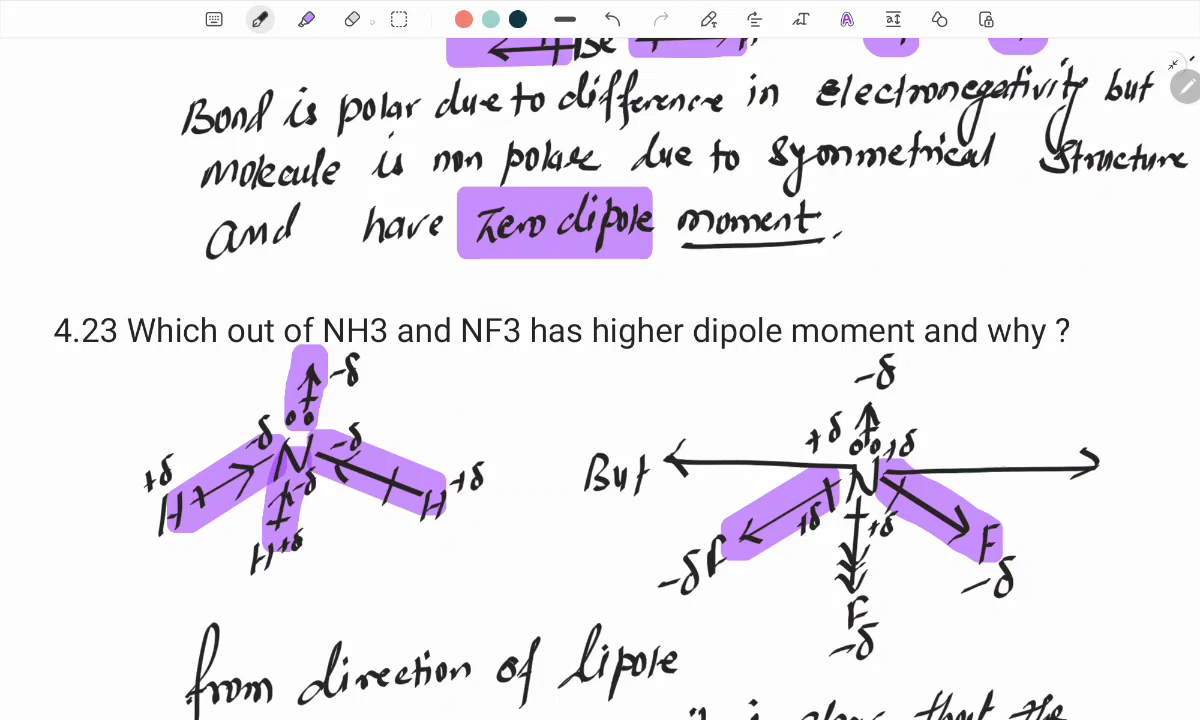 Bond is polar due to difference in Electronegativity but
molecule is non polar due to symmetrical Structure
and have Zero dipole moment.
4.23 Which out of NH3 and NF3 has higher dipole moment and why ?
-δ -δ
-δ N -δ +δ N +δ
+δ H -δ H +δ But +δ +δ
H +δ -δ F F -δ
F
-δ
from direction of dipole
that the